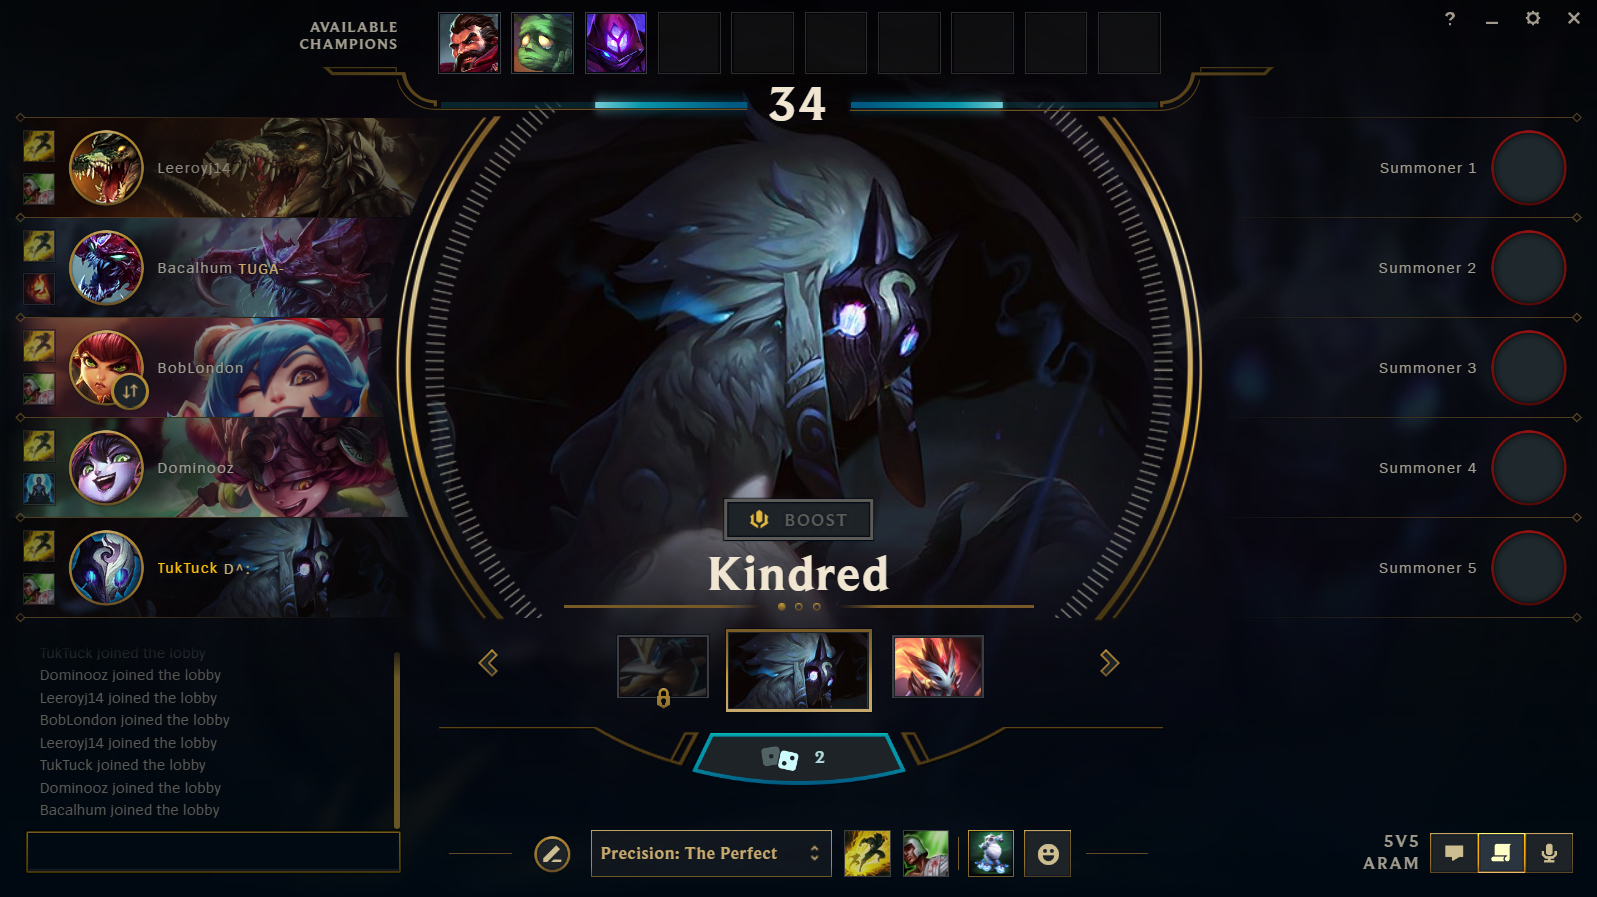 AVAILABLE
CHAMPIONS
?
34
Leeroyj14
Bacalhum TUGA-
BobLondon
Dominooz
TukTuck D^:
Summoner 1
Summoner 2
Summoner 3
Summoner 4
Summoner 5
BOOST
Kindred
2
TukTuck joined the lobby
Dominooz joined the lobby
Leeroyj14 joined the lobby
BobLondon joined the lobby
Leeroyj14 joined the lobby
TukTuck joined the lobby
Dominooz joined the lobby
Bacalhum joined the lobby
Precision: The Perfect
5V5
ARAM